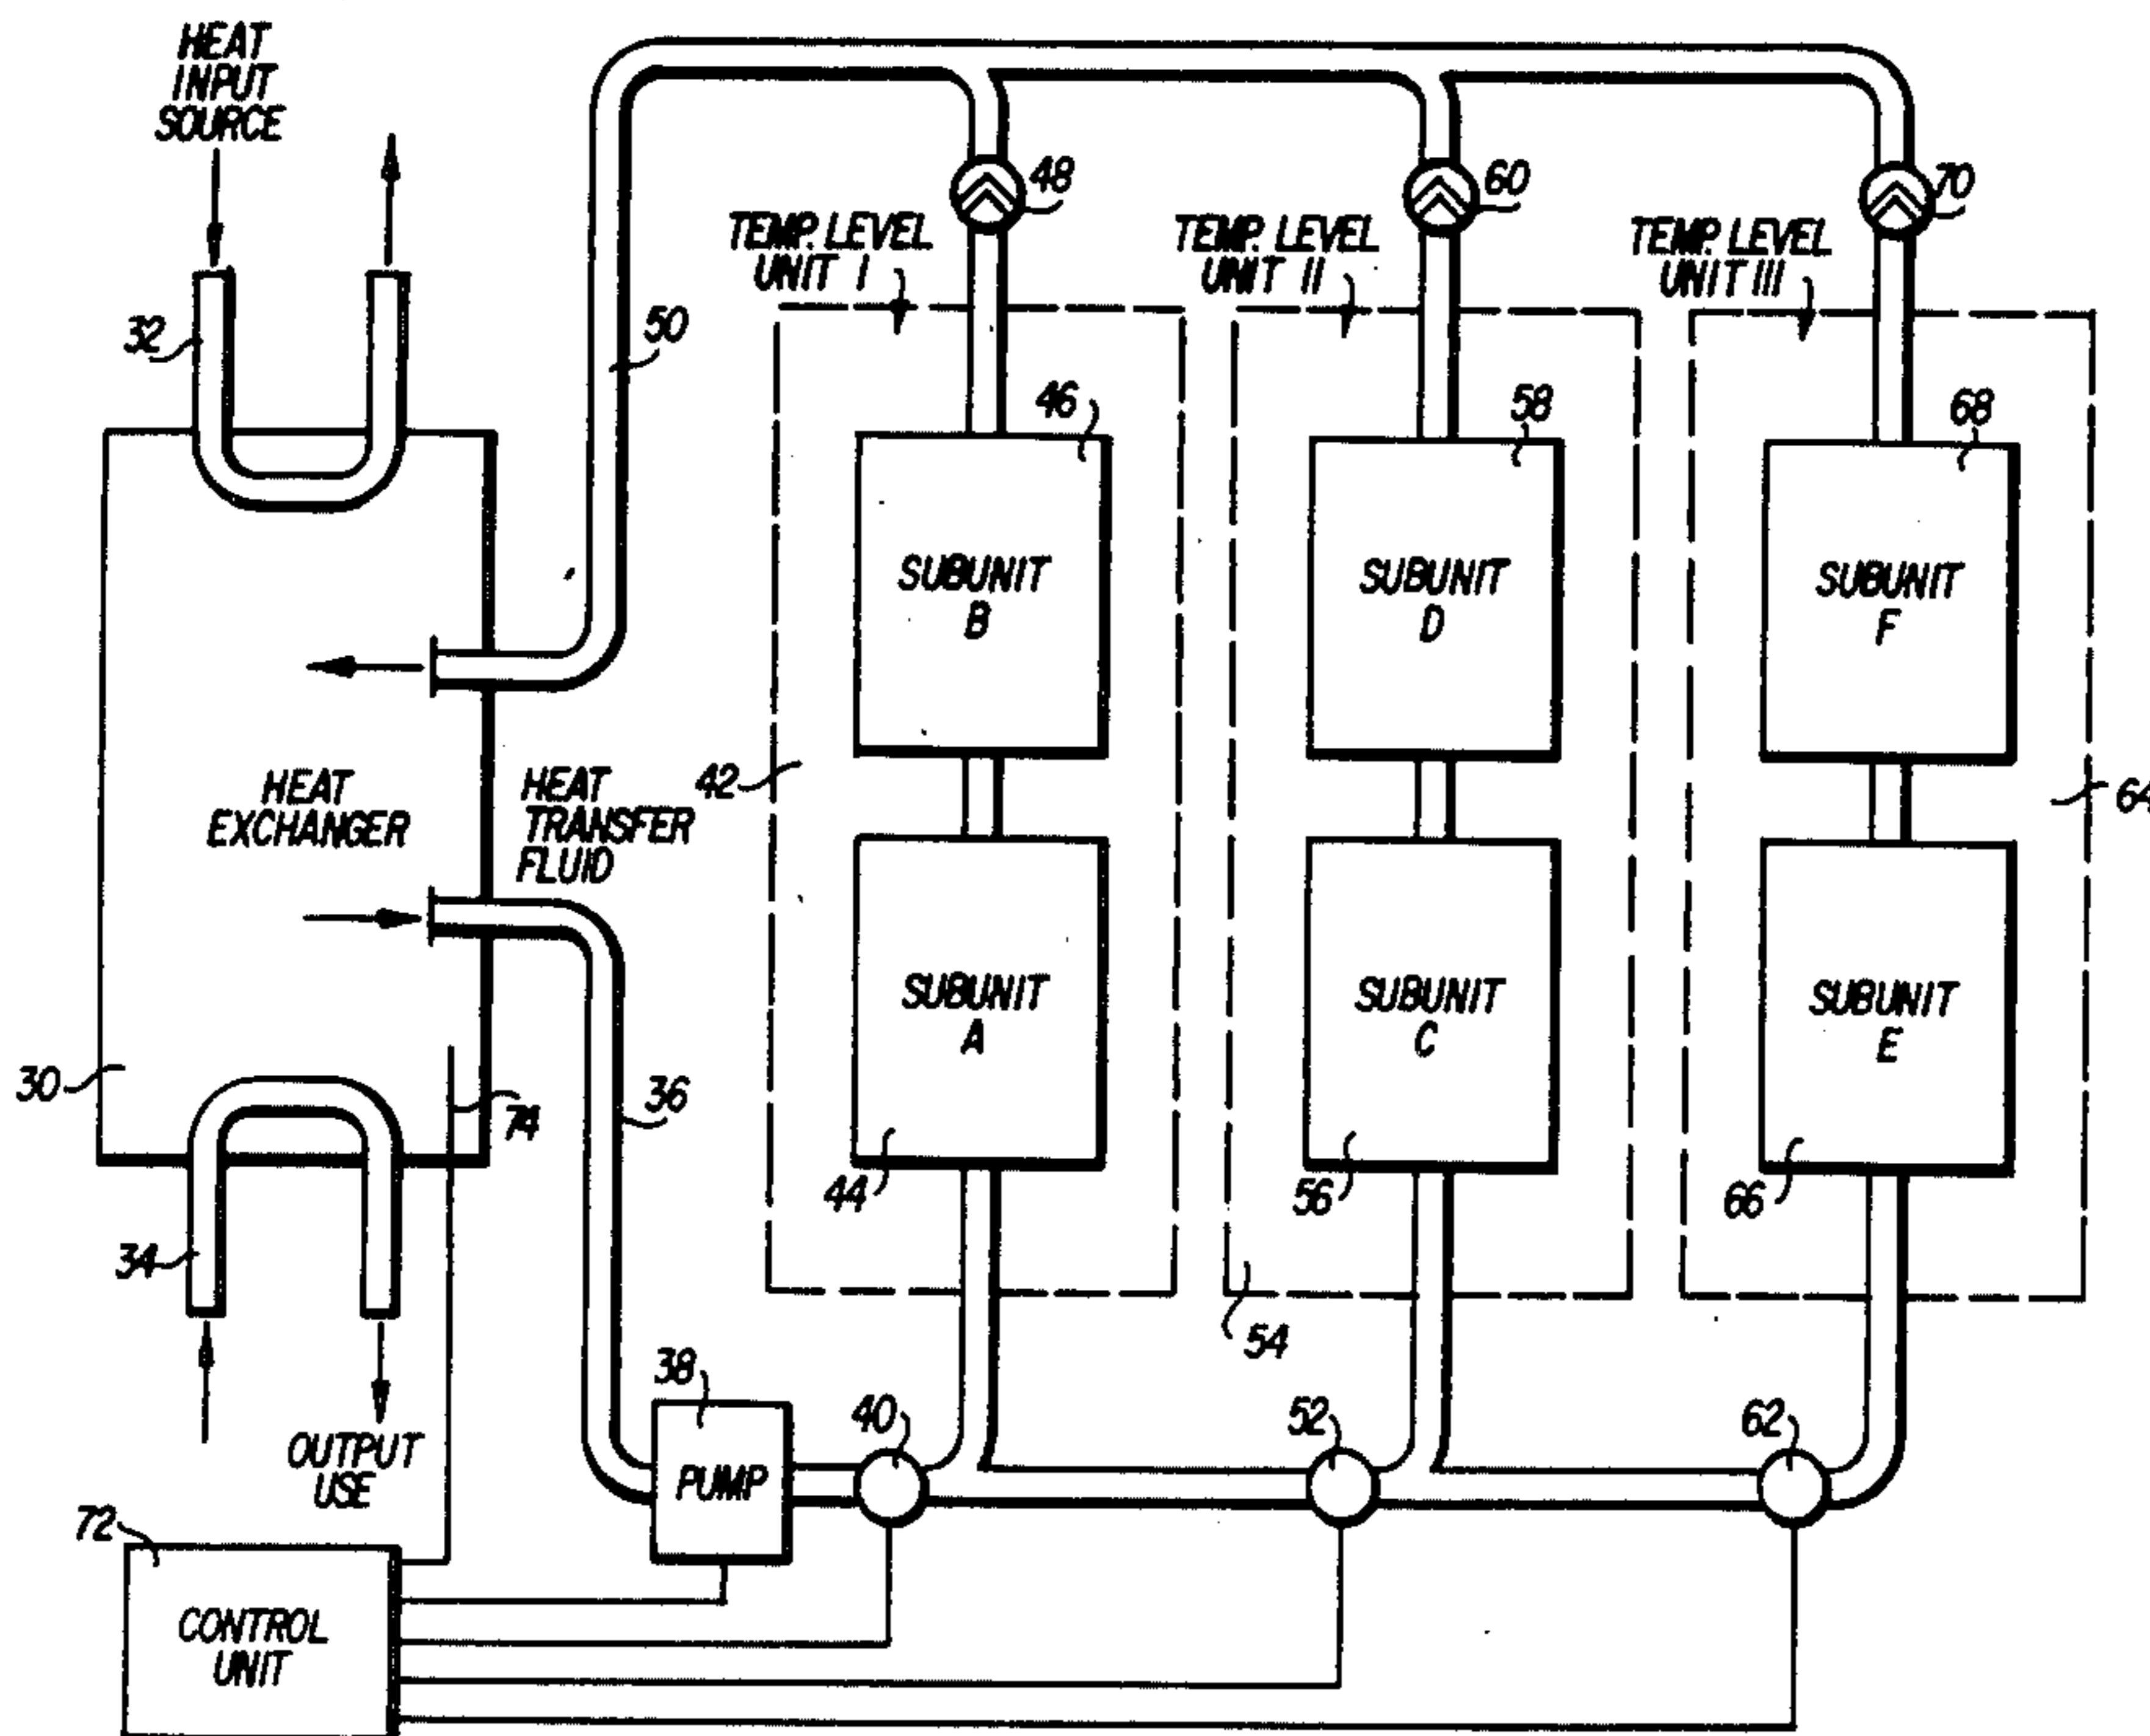 HEAT
INPUT
SOURCE
48
60
70
TEMP. LEVEL
UNIT I
TEMP. LEVEL
UNIT II
TEMP. LEVEL
UNIT III
32
50
46
58
68
SUBUNIT
B
SUBUNIT
D
SUBUNIT
F
HEAT
EXCHANGER
HEAT
TRANSFER
FLUID
42
64
SUBUNIT
A
SUBUNIT
C
SUBUNIT
E
30
74
36
44
56
66
34
54
38
40
52
62
OUTPUT
USE
PUMP
72
CONTROL
UNIT